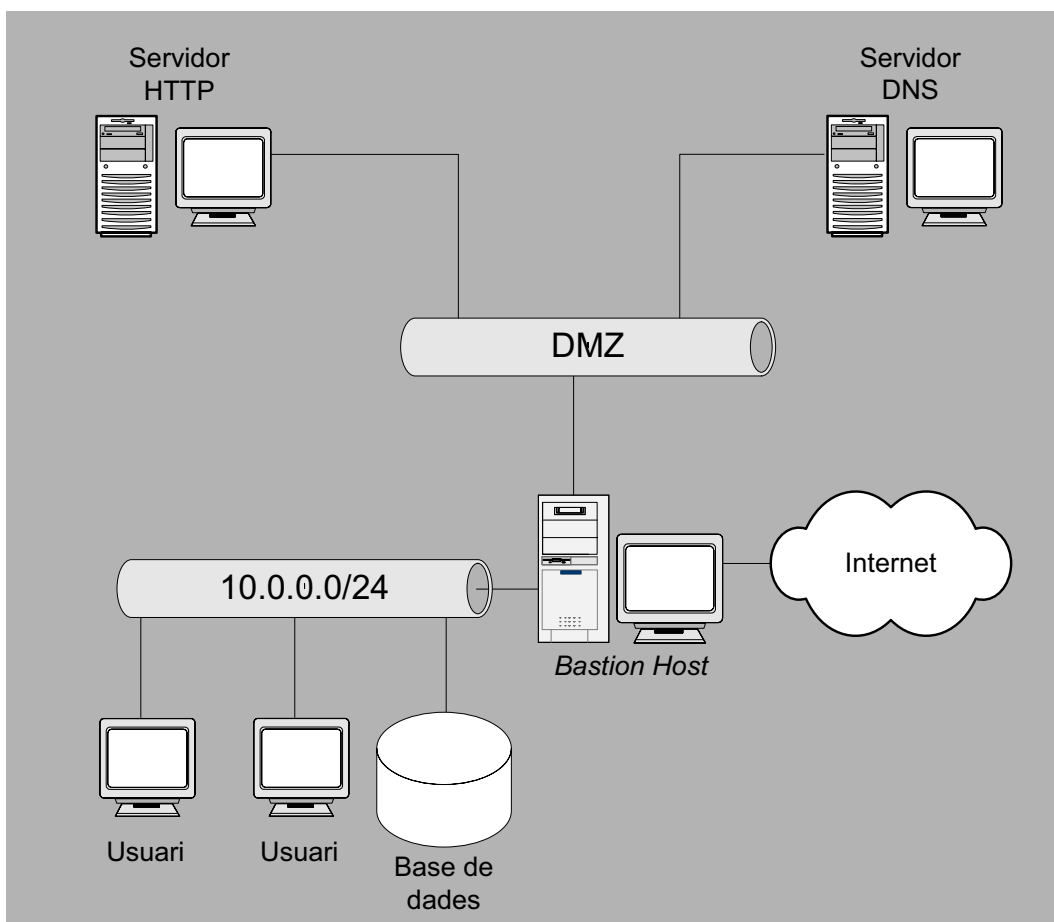 Servidor
HTTP
Servidor
DNS
DMZ
Internet
10.0.0.0/24
Bastion Host
Usuari
Usuari
Base de
dades